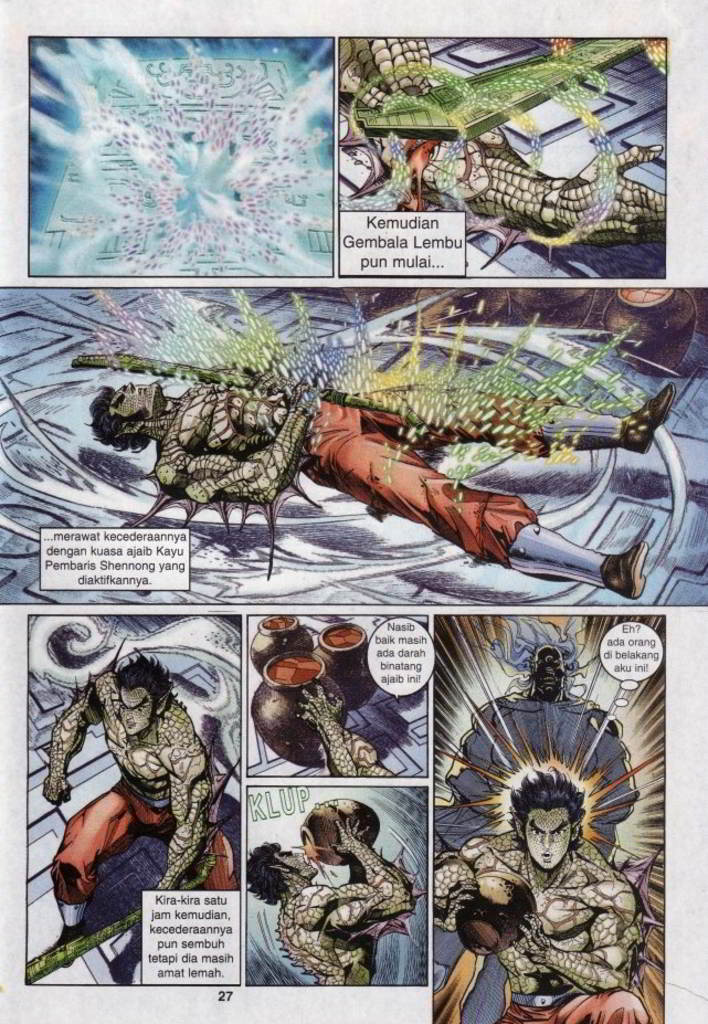 Kemudian
Gembala Lembu
pun mulai...
...merawat kecederaannya
dengan kuasa ajaib Kayu
Pembaris Shennong yang
diaktifkannya.
Kira-kira satu
jam kemudian,
kecederaannya
pun sembuh
tetapi dia masih
amat lemah.
Nasib
baik masih
ada darah
binatang
ajaib ini!
KLUP...
Eh?
ada orang
di belakang
aku ini!
27